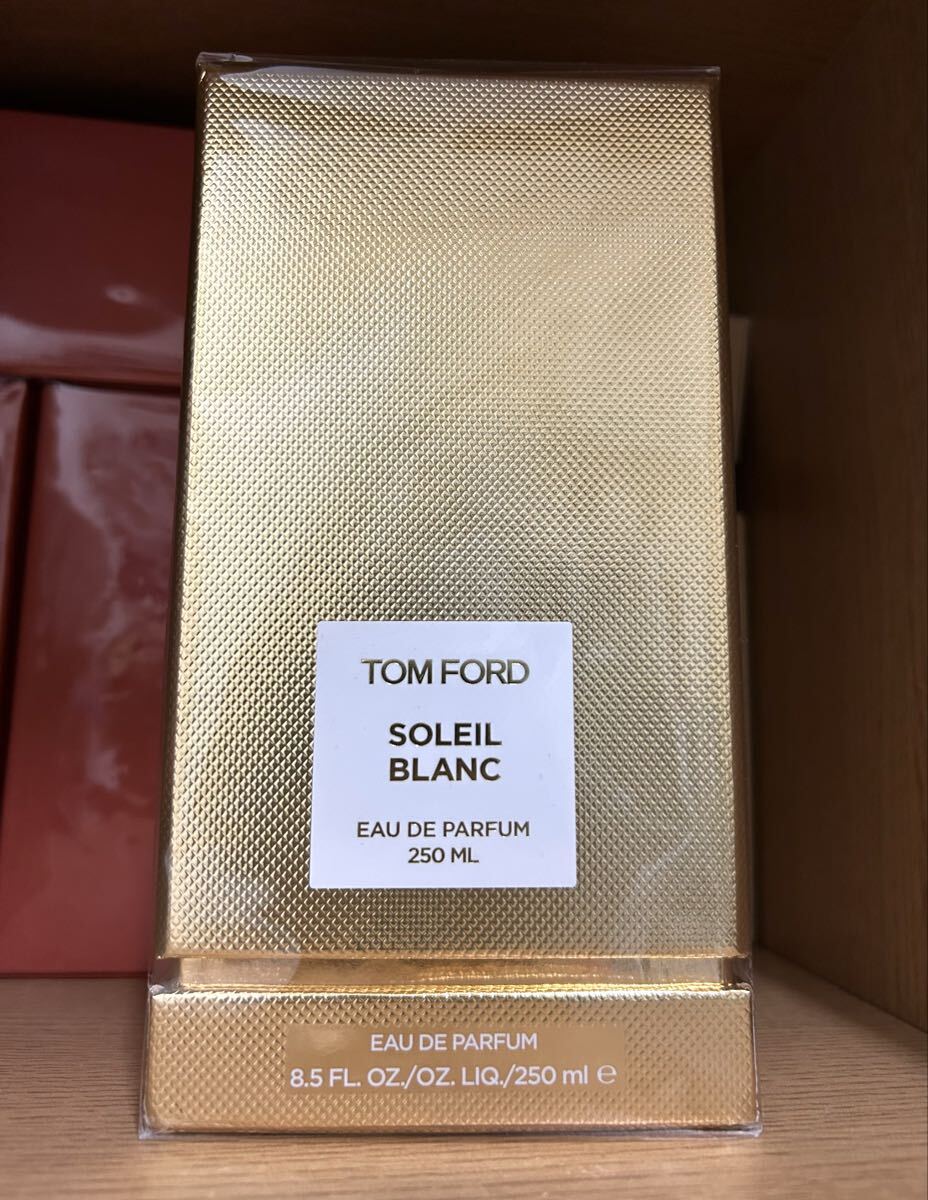 TOM FORD
SOLEIL
BLANC
EAU DE PARFUM
250 ML
EAU DE PARFUM
8.5 FL. OZ./OZ. LIQ./250 ml ℮